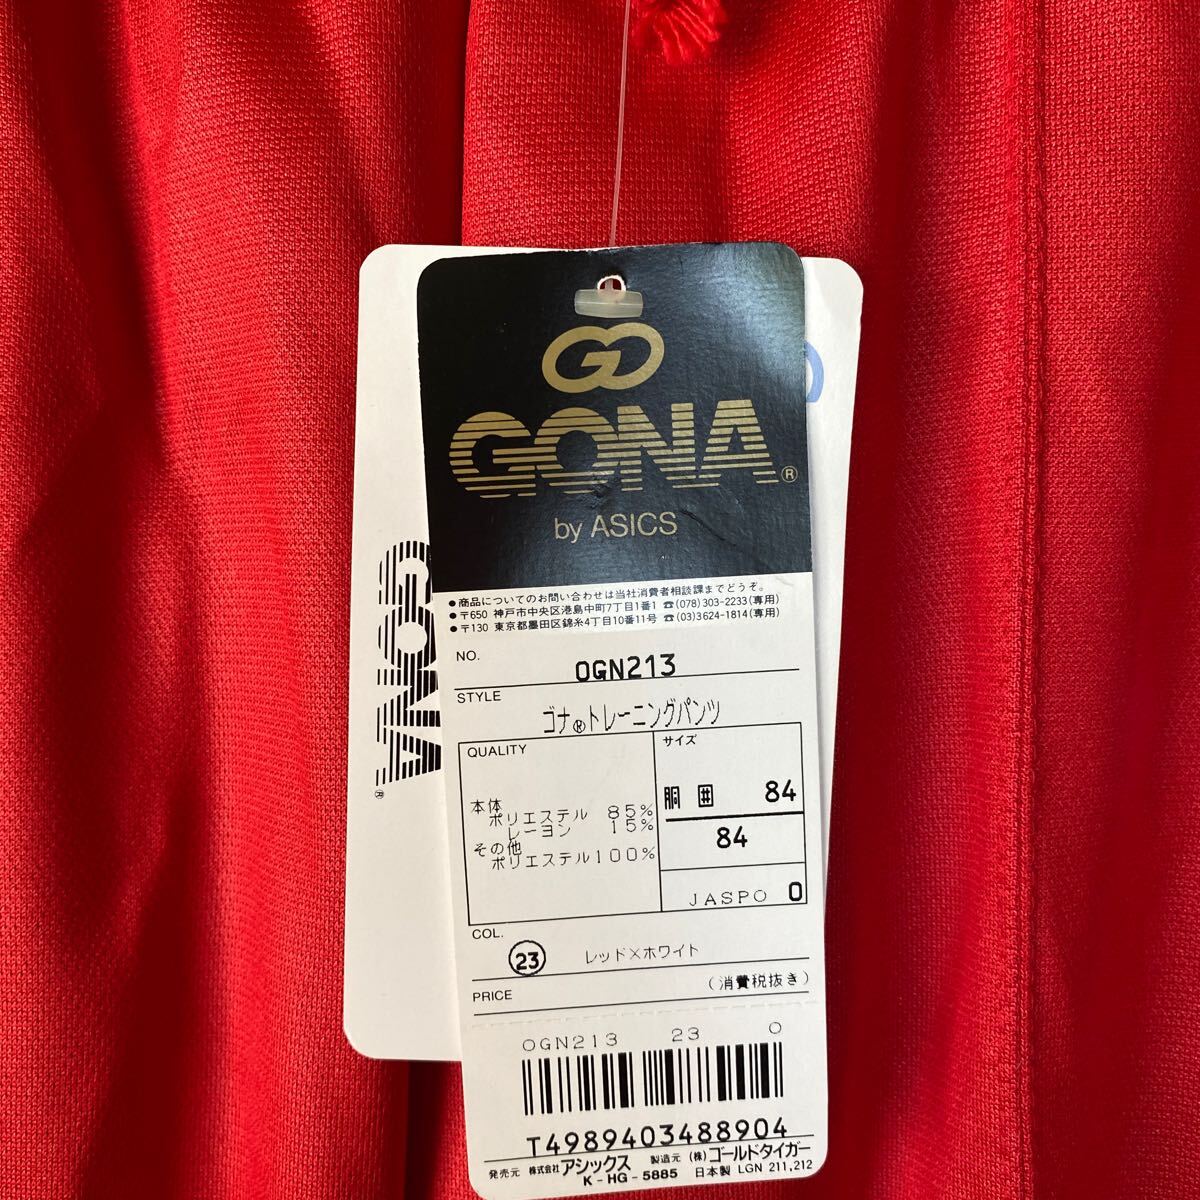 GO
GONA®
by ASICS
●商品についてのお問い合わせは当社消費者相談課までどうぞ。
●〒650 神戸市中央区港島中町7丁目1番1 ☎(078)303-2233(専用)
●〒130 東京都墨田区錦糸4丁目10番11号 ☎(03)3624-1814(専用)
NO.
OGN213
STYLE
ゴナ®トレーニングパンツ
QUALITY
本体
ポリエステル 85%
レーヨン 15%
その他
ポリエステル100%
サイズ
胴囲 84
84
JASPO 0
COL.
23 レッド×ホワイト
PRICE (消費税抜き)
OGN213 23 0
T4989403488904
発売元 株式会社アシックス 製造元 (株)ゴールドタイガー
K-HG-5885 日本製 LGN 211,212
GONA®